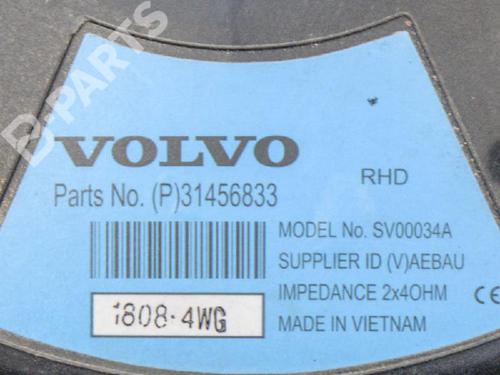 B-PARTS
VOLVO
Parts No. (P)31456833
RHD
MODEL No. SV00034A
SUPPLIER ID (V)AEBAU
IMPEDANCE 2x4OHM
CE
1808-4WG
MADE IN VIETNAM